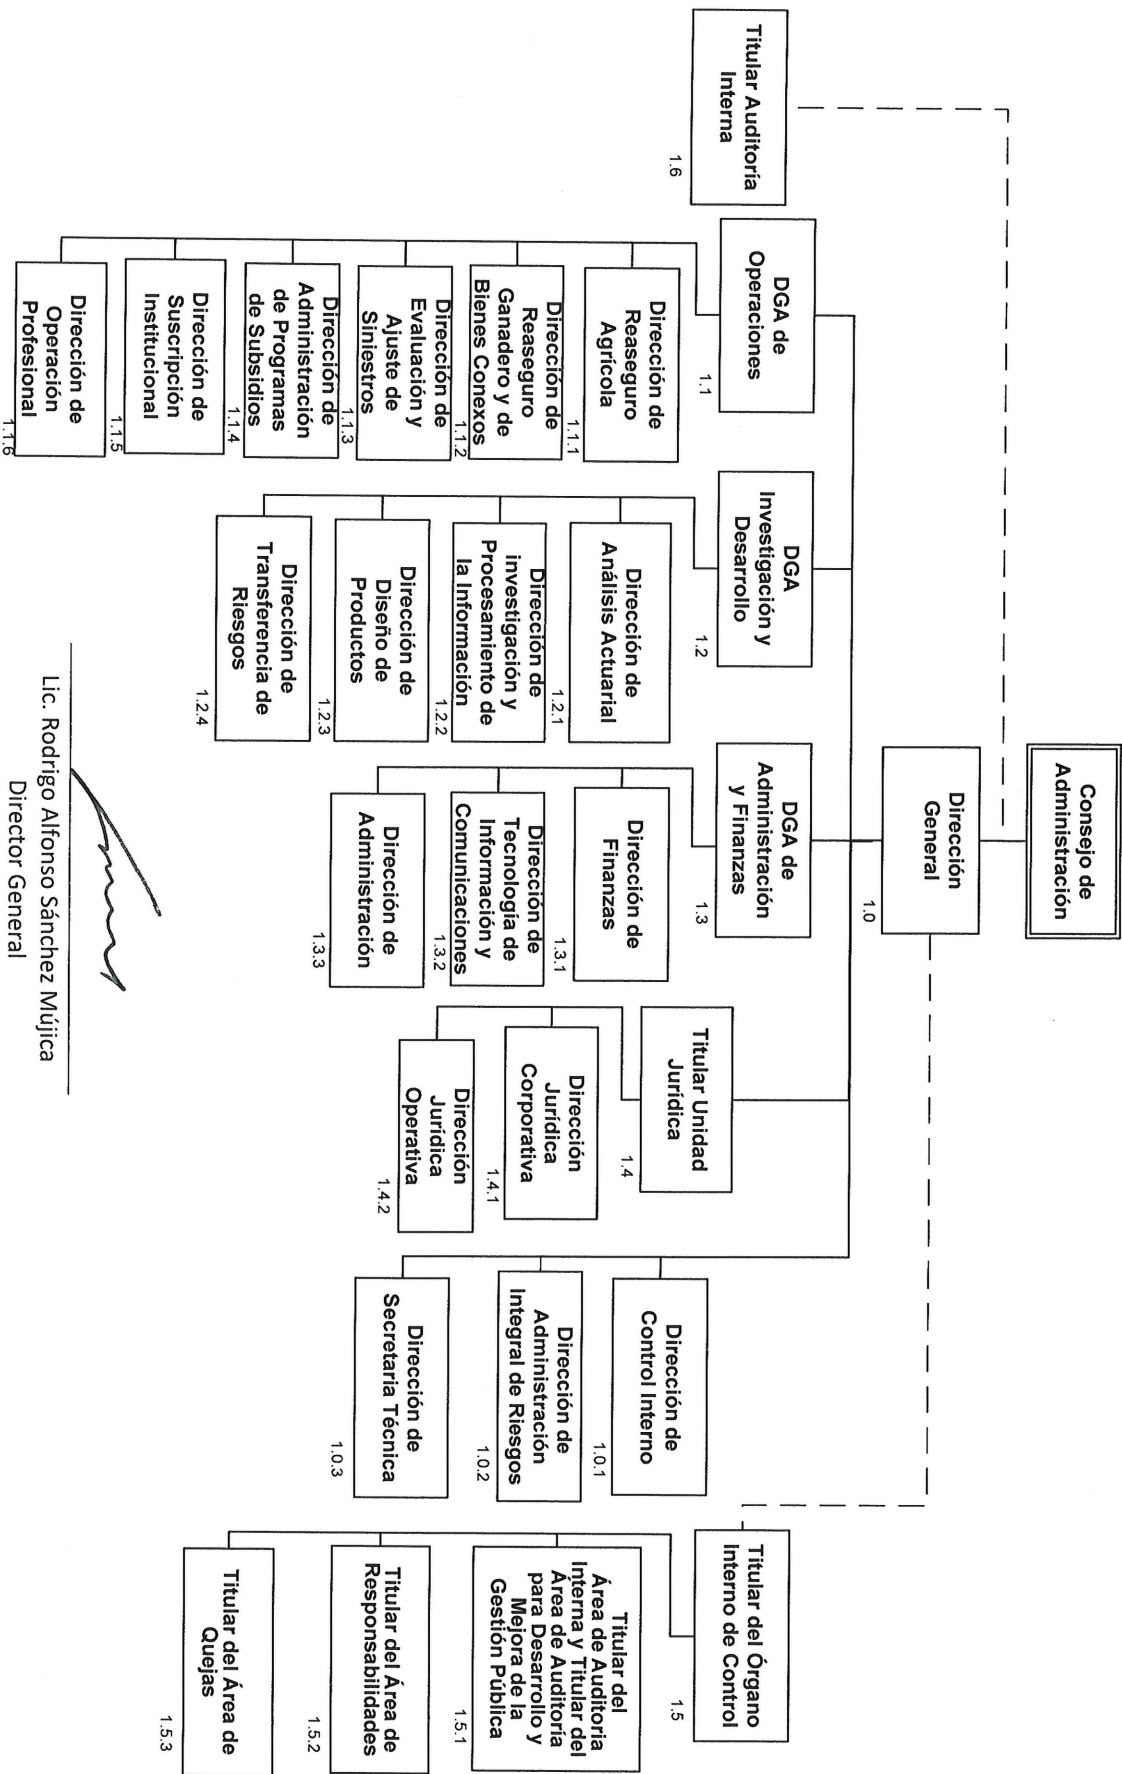 Consejo de
Administración
Dirección
General
1.0
Titular Auditoría
Interna
1.6
DGA de
Operaciones
1.1
Dirección de
Reaseguro
Agrícola
1.1.1
Dirección de
Reaseguro
Ganadero y de
Bienes Conexos
1.1.2
Dirección de
Evaluación y
Ajuste de
Siniestros
1.1.3
Dirección de
Administración
de Programas
de Subsidios
1.1.4
Dirección de
Suscripción
Institucional
1.1.5
Dirección de
Operación
Profesional
1.1.6
DGA
Investigación y
Desarrollo
1.2
Dirección de
Análisis Actuarial
1.2.1
Dirección de
investigación y
Procesamiento de
la Información
1.2.2
Dirección de
Diseño de
Productos
1.2.3
Dirección de
Transferencia de
Riesgos
1.2.4
DGA de
Administración
y Finanzas
1.3
Dirección de
Finanzas
1.3.1
Dirección de
Tecnología de
Información y
Comunicaciones
1.3.2
Dirección de
Administración
1.3.3
Titular Unidad
Jurídica
1.4
Dirección
Jurídica
Corporativa
1.4.1
Dirección
Jurídica
Operativa
1.4.2
Dirección de
Control Interno
1.0.1
Dirección de
Administración
Integral de Riesgos
1.0.2
Dirección de
Secretaria Técnica
1.0.3
Titular del Órgano
Interno de Control
1.5
Titular del
Área de Auditoria
Interna y Titular del
Área de Auditoría
para Desarrollo y
Mejora de la
Gestión Pública
1.5.1
Titular del Área de
Responsabilidades
1.5.2
Titular del Área de
Quejas
1.5.3
Lic. Rodrigo Alfonso Sánchez Mújica
Director General